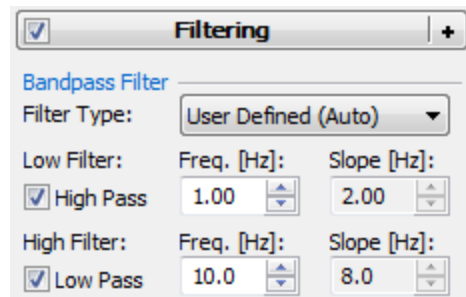 Filtering +
Bandpass Filter
Filter Type: User Defined (Auto)
Low Filter: Freq. [Hz]: Slope [Hz]:
High Pass 1.00 2.00
High Filter: Freq. [Hz]: Slope [Hz]:
Low Pass 10.0 8.0